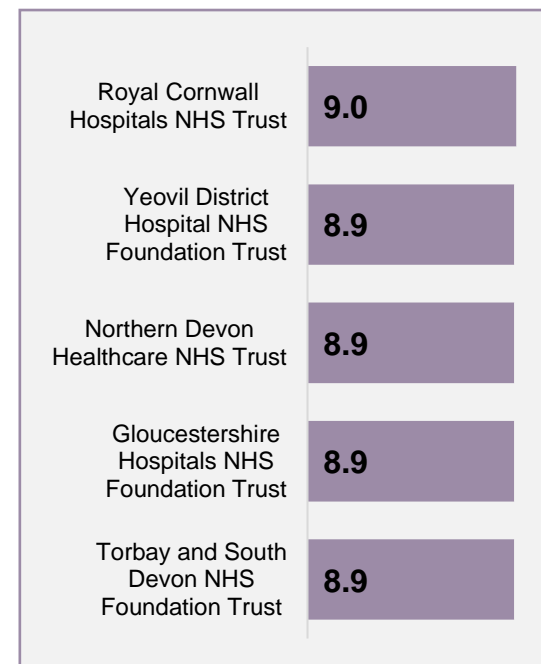 Royal Cornwall
Hospitals NHS Trust
9.0
Yeovil District
Hospital NHS
Foundation Trust
8.9
Northern Devon
Healthcare NHS Trust
8.9
Gloucestershire
Hospitals NHS
Foundation Trust
8.9
Torbay and South
Devon NHS
Foundation Trust
8.9